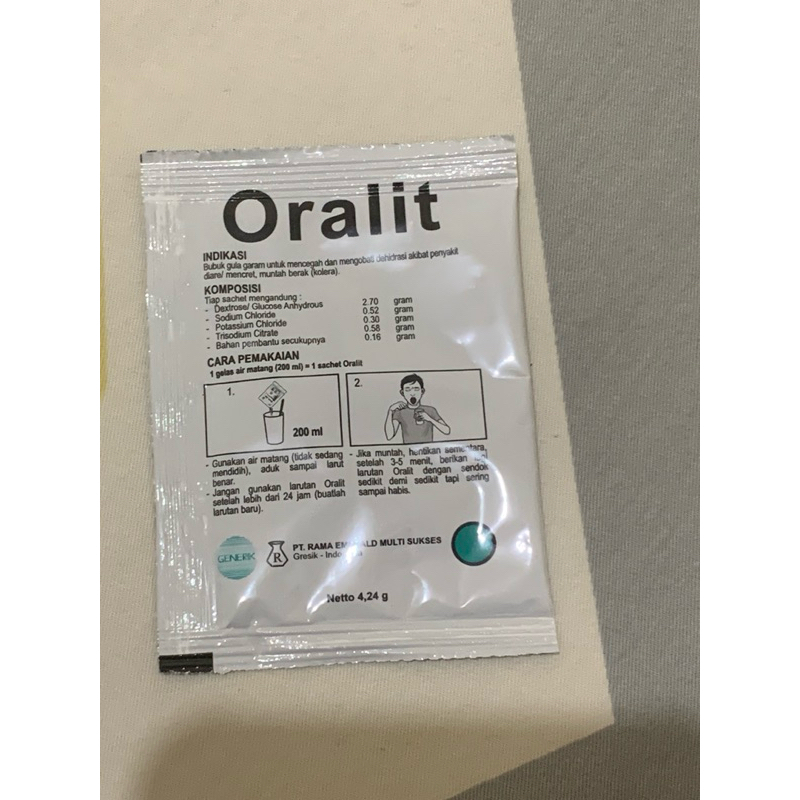 Oralit
INDIKASI
Bubuk gula garam untuk mencegah dan mengobati dehidrasi akibat penyakit
diare/ mencret, muntah berak (kolera).
KOMPOSISI
Tiap sachet mengandung :
- Dextrose/ Glucose Anhydrous 2.70 gram
- Sodium Chloride 0.52 gram
- Potassium Chloride 0.30 gram
- Trisodium Citrate 0.58 gram
- Bahan pembantu secukupnya 0.16 gram
CARA PEMAKAIAN
1 gelas air matang (200 ml) = 1 sachet Oralit
1.
200 ml
2.
- Gunakan air matang (tidak sedang
mendidih), aduk sampai larut
benar.
- Jangan gunakan larutan Oralit
setelah lebih dari 24 jam (buatlah
larutan baru).
- Jika muntah, hentikan sementara,
setelah 3-5 menit, berikan
larutan Oralit dengan sendok
sedikit demi sedikit tapi sering
sampai habis.
GENERIK
R
PT. RAMA EMERALD MULTI SUKSES
Gresik - Indonesia
Netto 4,24 g